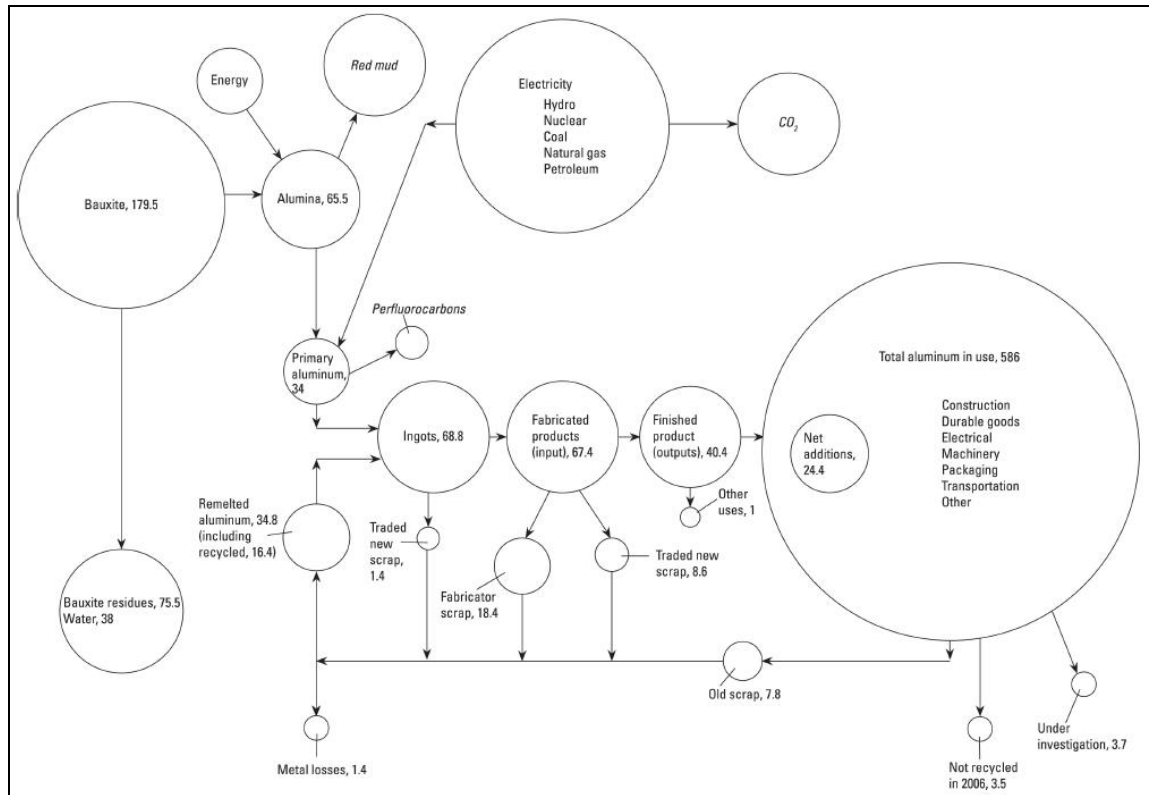 Energy
Red mud
Electricity
Hydro
Nuclear
Coal
Natural gas
Petroleum
CO2
Bauxite, 179.5
Alumina, 65.5
Perfluorocarbons
Primary
aluminum,
34
Total aluminum in use, 586
Construction
Durable goods
Electrical
Machinery
Packaging
Transportation
Other
Net
additions,
24.4
Ingots, 68.8
Fabricated
products
(input), 67.4
Finished
product
(outputs), 40.4
Other
uses, 1
Remelted
aluminum, 34.8
(including
recycled, 16.4)
Traded
new
scrap,
1.4
Fabricator
scrap, 18.4
Traded new
scrap, 8.6
Bauxite residues, 75.5
Water, 38
Old scrap, 7.8
Metal losses, 1.4
Not recycled
in 2006, 3.5
Under
investigation, 3.7